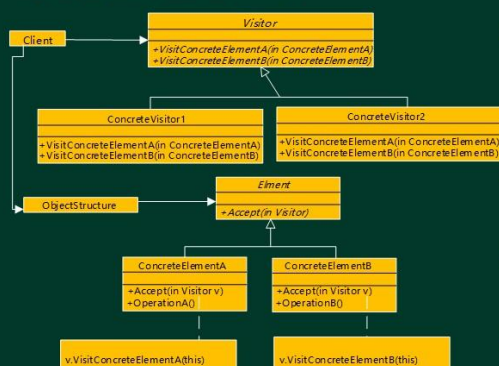 Visitor
Client
+VisitConcreteElementA(in ConcreteElementA)
+VisitConcreteElementB(in ConcreteElementB)
ConcreteVisitor1
+VisitConcreteElementA(in ConcreteElementA)
+VisitConcreteElementB(in ConcreteElementB)
ConcreteVisitor2
+VisitConcreteElementA(in ConcreteElementA)
+VisitConcreteElementB(in ConcreteElementB)
Elment
ObjectStructure
+Accept(in Visitor)
ConcreteElementA
+Accept(in Visitor v)
+OperationA()
ConcreteElementB
+Accept(in Visitor v)
+OperationB()
v.VisitConcreteElementA(this)
v.VisitConcreteElementB(this)